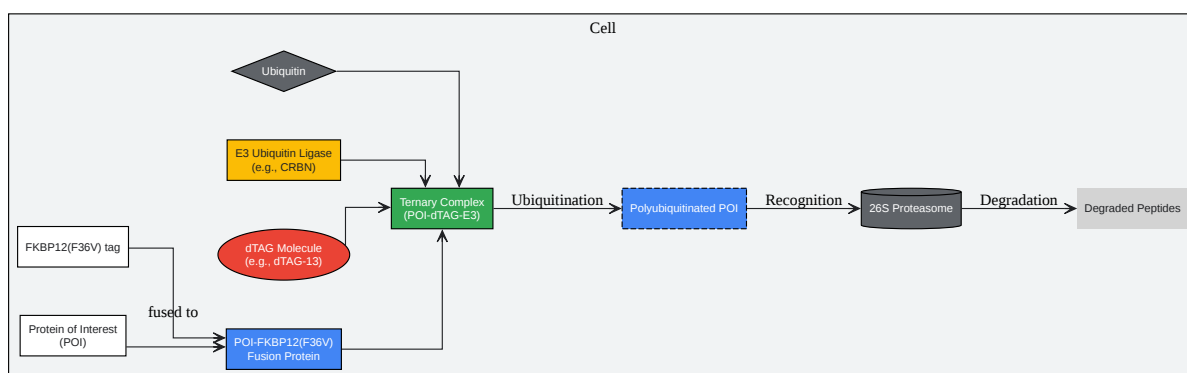 Cell
Ubiquitin
E3 Ubiquitin Ligase
(e.g., CRBN)
Ternary Complex
(POI-dTAG-E3)
Ubiquitination
Polyubiquitinated POI
Recognition
26S Proteasome
Degradation
Degraded Peptides
dTAG Molecule
(e.g., dTAG-13)
FKBP12(F36V) tag
fused to
Protein of Interest
(POI)
POI-FKBP12(F36V)
Fusion Protein